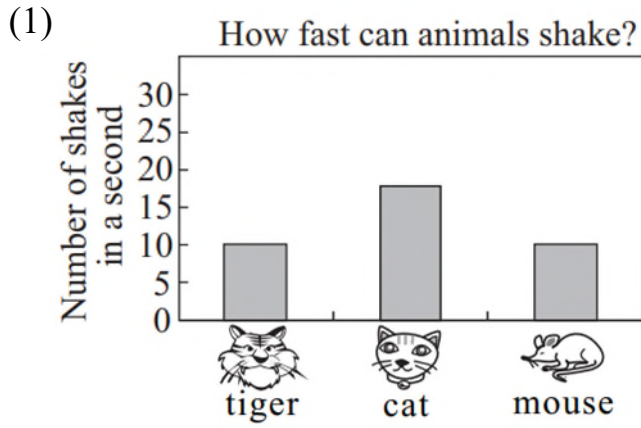 (1)
How fast can animals shake?
Number of shakes
in a second
30
25
20
15
10
5
0
tiger cat mouse